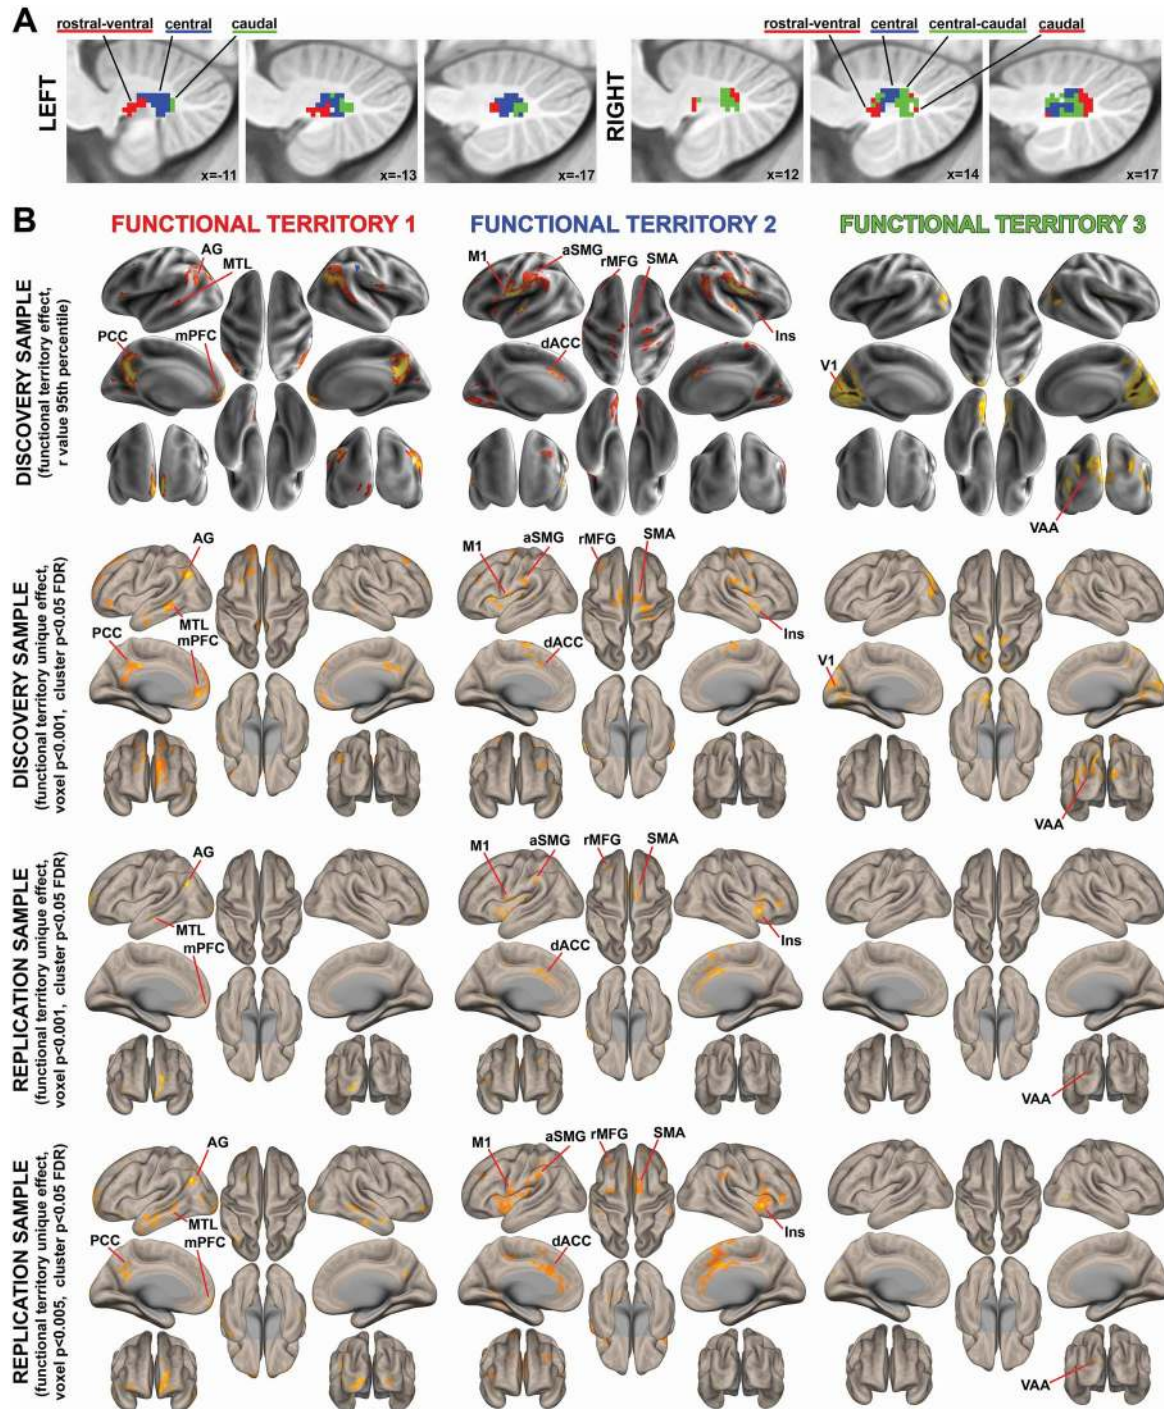 A
rostral-ventral central caudal
rostral-ventral central central-caudal caudal
LEFT
x=-11
x=-13
x=-17
RIGHT
x=12
x=14
x=17
B
FUNCTIONAL TERRITORY 1
FUNCTIONAL TERRITORY 2
FUNCTIONAL TERRITORY 3
DISCOVERY SAMPLE
(functional territory effect,
r value 95th percentile)
AG
MTL
PCC
mPFC
M1
aSMG
rMFG
SMA
Ins
dACC
V1
VAA
DISCOVERY SAMPLE
(functional territory unique effect,
voxel p<0.001, cluster p<0.05 FDR)
AG
MTL
PCC
mPFC
M1
aSMG
rMFG
SMA
Ins
dACC
V1
VAA
REPLICATION SAMPLE
(functional territory unique effect,
voxel p<0.001, cluster p<0.05 FDR)
AG
MTL
mPFC
M1
aSMG
rMFG
SMA
Ins
dACC
VAA
REPLICATION SAMPLE
(functional territory unique effect,
voxel p<0.005, cluster p<0.05 FDR)
AG
MTL
PCC
mPFC
M1
aSMG
rMFG
SMA
Ins
dACC
VAA